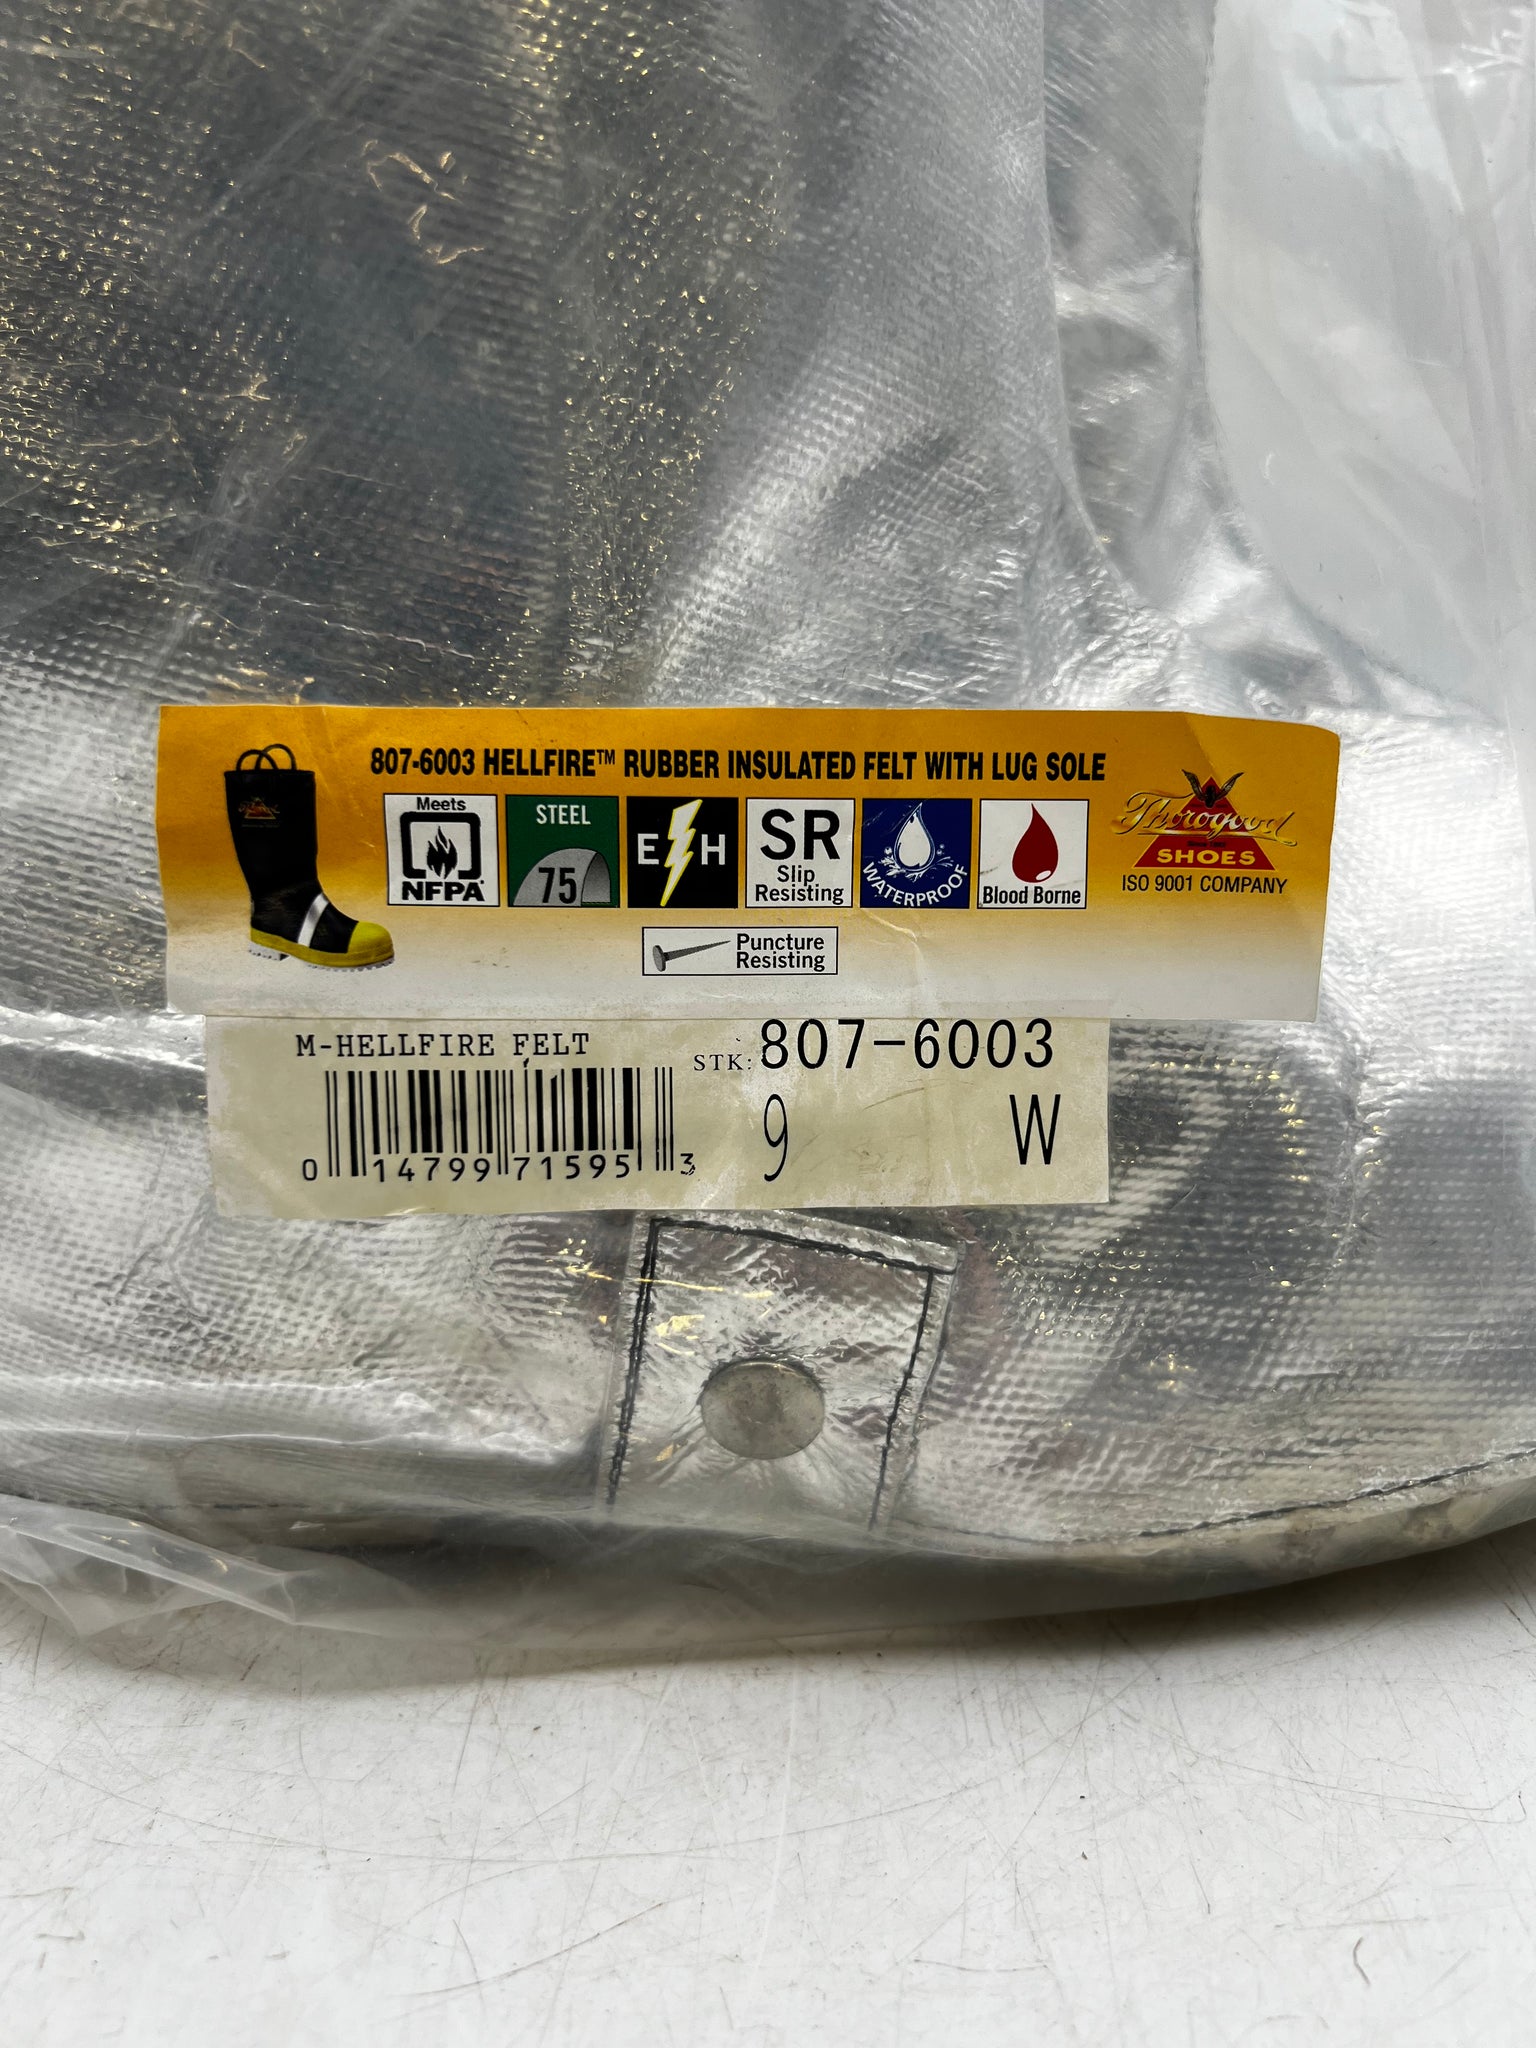 807-6003 HELLFIRE™ RUBBER INSULATED FELT WITH LUG SOLE
Meets
NFPA
STEEL
75
E H
SR
Slip
Resisting
WATERPROOF
Blood Borne
Thorogood
SHOES
ISO 9001 COMPANY
Puncture
Resisting
M-HELLFIRE FELT
STK: 807-6003
9 W
0 14799 71595 3